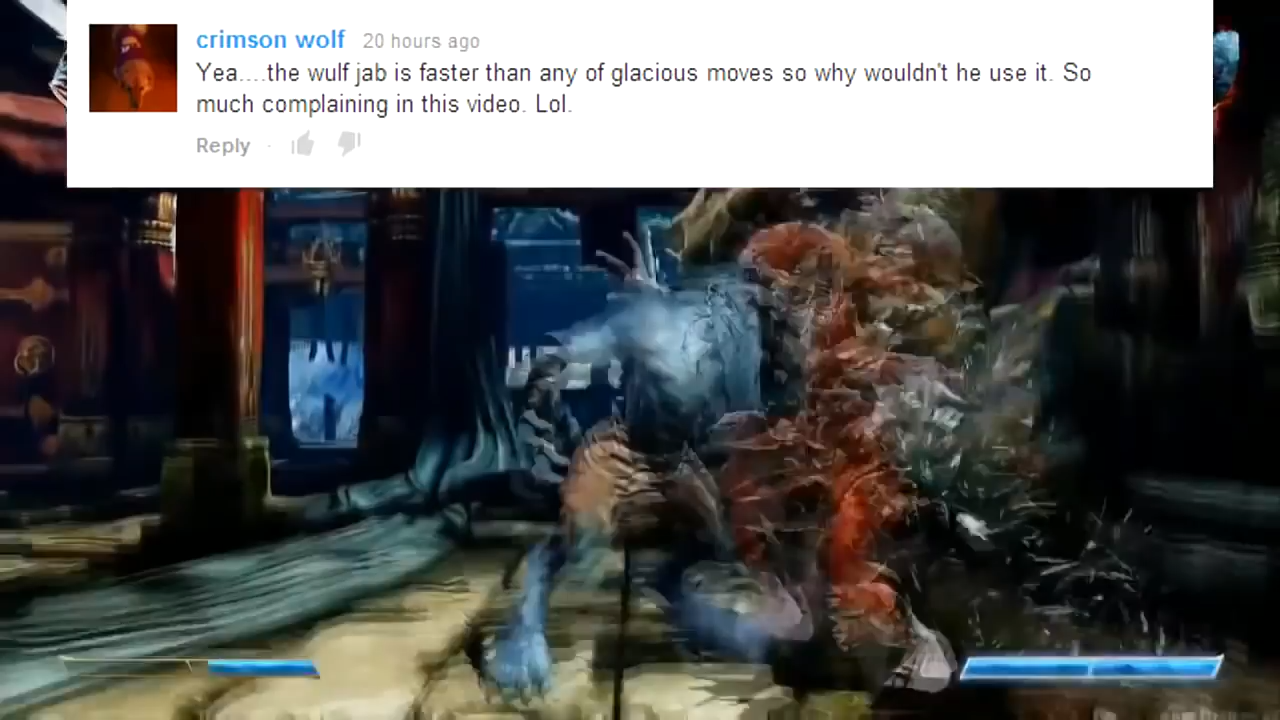 crimson wolf 20 hours ago
Yea....the wulf jab is faster than any of glacious moves so why wouldn't he use it. So
much complaining in this video. Lol.
Reply ·